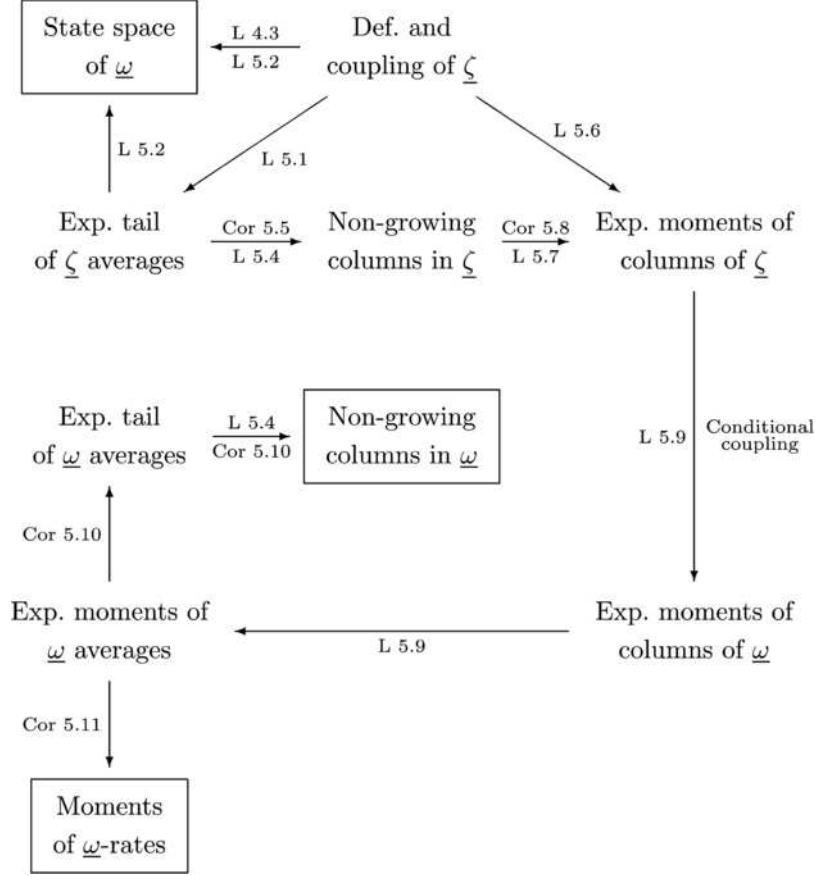 State space
of ω
L 4.3
L 5.2
Def. and
coupling of ζ
L 5.2
L 5.1
L 5.6
Exp. tail
of ζ averages
Cor 5.5
L 5.4
Non-growing
columns in ζ
Cor 5.8
L 5.7
Exp. moments of
columns of ζ
Exp. tail
of ω averages
L 5.4
Cor 5.10
Non-growing
columns in ω
L 5.9
Conditional
coupling
Cor 5.10
Exp. moments of
ω averages
L 5.9
Exp. moments of
columns of ω
Cor 5.11
Moments
of ω-rates